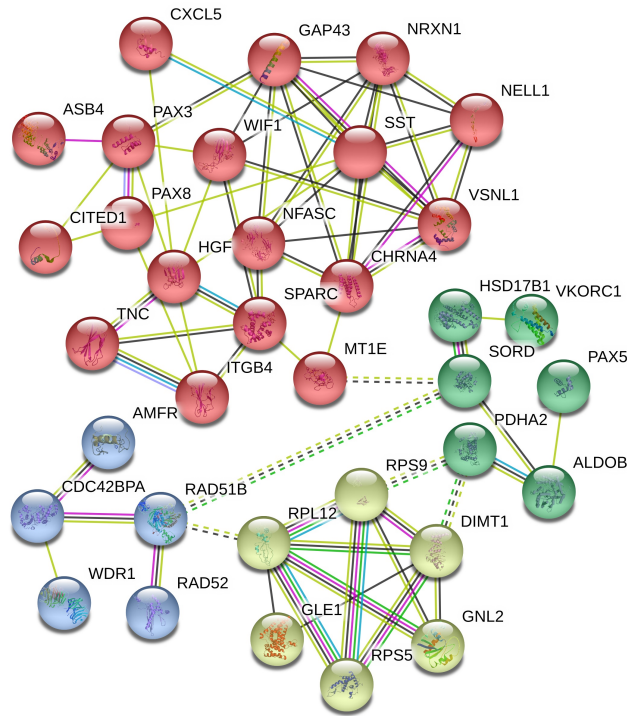 CXCL5
GAP43
NRXN1
NELL1
ASB4
PAX3
WIF1
SST
PAX8
VSNL1
CITED1
NFASC
HGF
CHRNA4
SPARC
HSD17B1
VKORC1
TNC
ITGB4
MT1E
SORD
PAX5
AMFR
PDHA2
CDC42BPA
RPS9
ALDOB
RAD51B
RPL12
DIMT1
WDR1
RAD52
GLE1
GNL2
RPS5